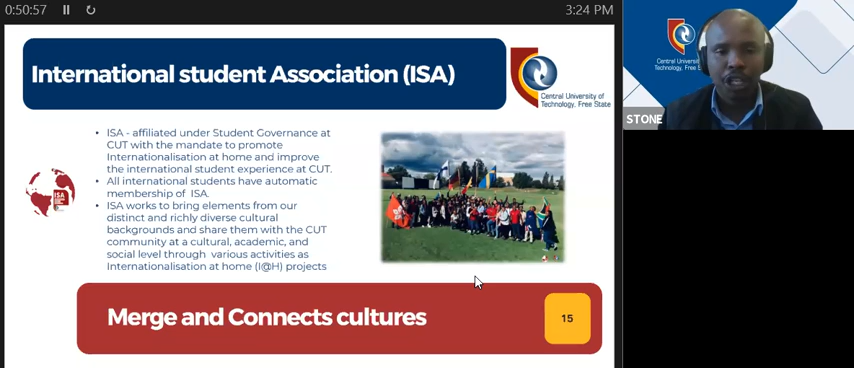 0:50:57
3:24 PM
International student Association (ISA)
Central University of
Technology, Free State
• ISA - affiliated under Student Governance at
CUT with the mandate to promote
Internationalisation at home and improve
the international student experience at CUT.
• All international students have automatic
membership of ISA.
• ISA works to bring elements from our
distinct and richly diverse cultural
backgrounds and share them with the CUT
community at a cultural, academic, and
social level through various activities as
Internationalisation at home (I@H) projects
ISA
Merge and Connects cultures
15
Central
Technology, Free
STONE